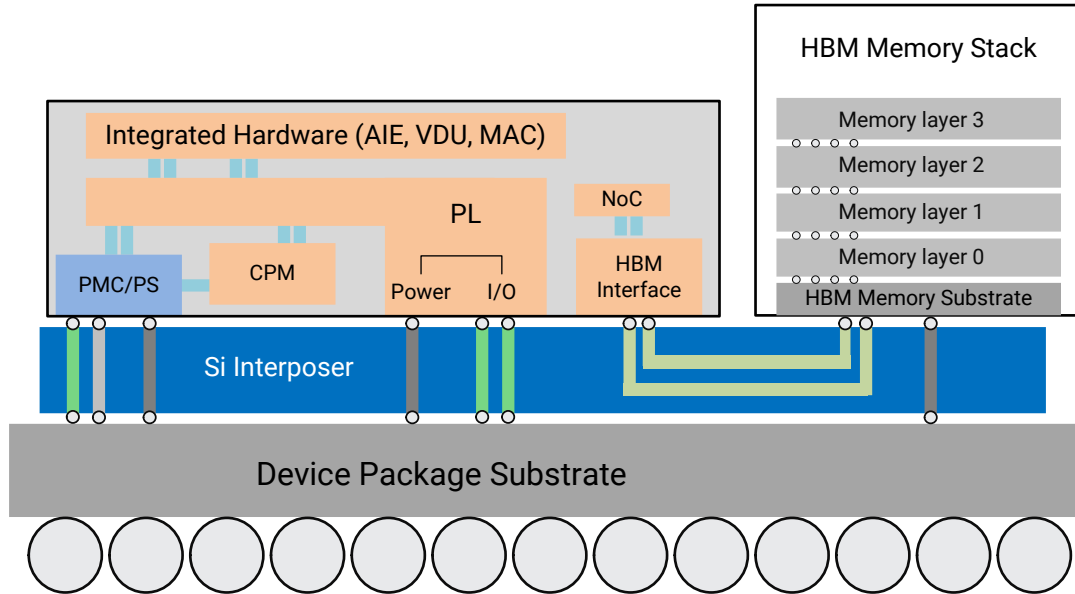 HBM Memory Stack
Memory layer 3
Memory layer 2
Memory layer 1
Memory layer 0
HBM Memory Substrate
Integrated Hardware (AIE, VDU, MAC)
PL
NoC
PMC/PS
CPM
Power
I/O
HBM
Interface
Si Interposer
Device Package Substrate